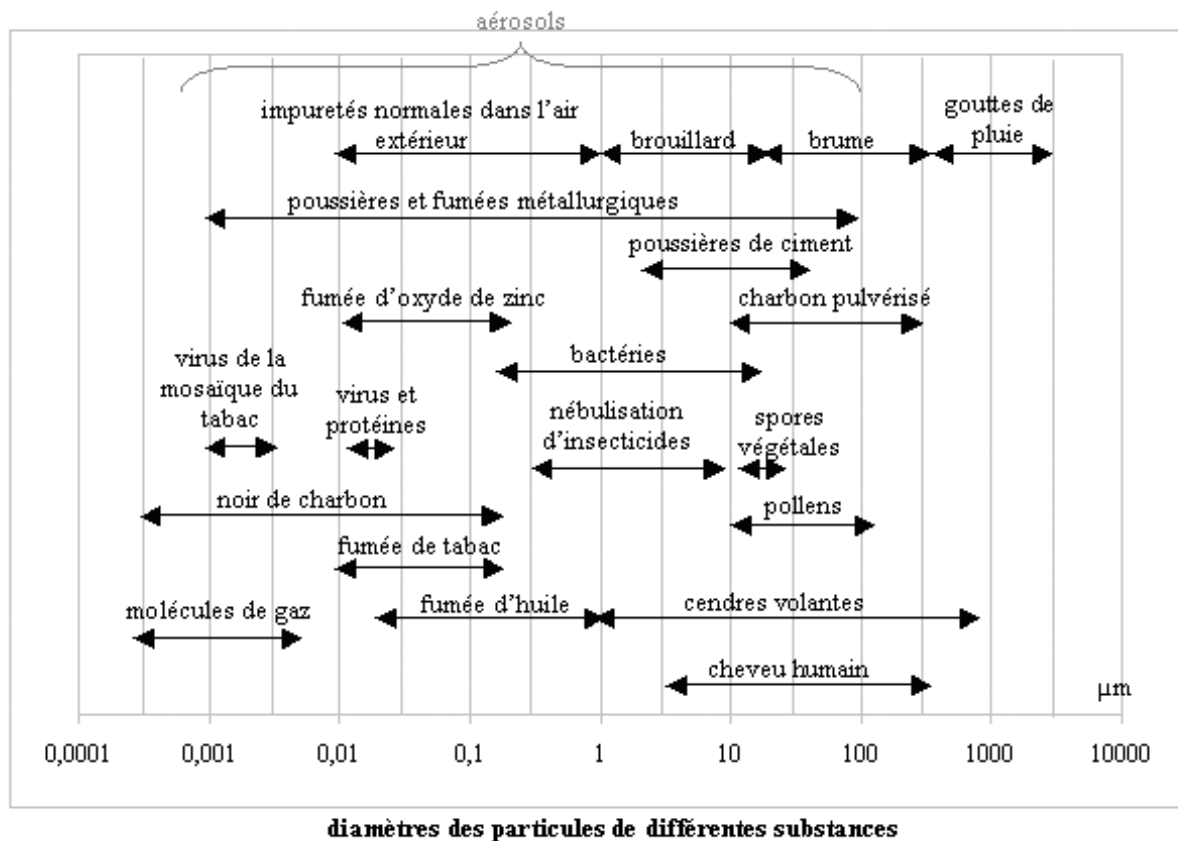 aérosols
impuretés normales dans l'air
extérieur
brouillard
brume
gouttes de
pluie
poussières et fumées métallurgiques
poussières de ciment
fumée d'oxyde de zinc
charbon pulvérisé
bactéries
virus de la
mosaïque du
tabac
virus et
protéines
nébulisation
d'insecticides
spores
végétales
noir de charbon
pollens
fumée de tabac
molécules de gaz
fumée d'huile
cendres volantes
cheveu humain
µm
0,0001 0,001 0,01 0,1 1 10 100 1000 10000
diamètres des particules de différentes substances